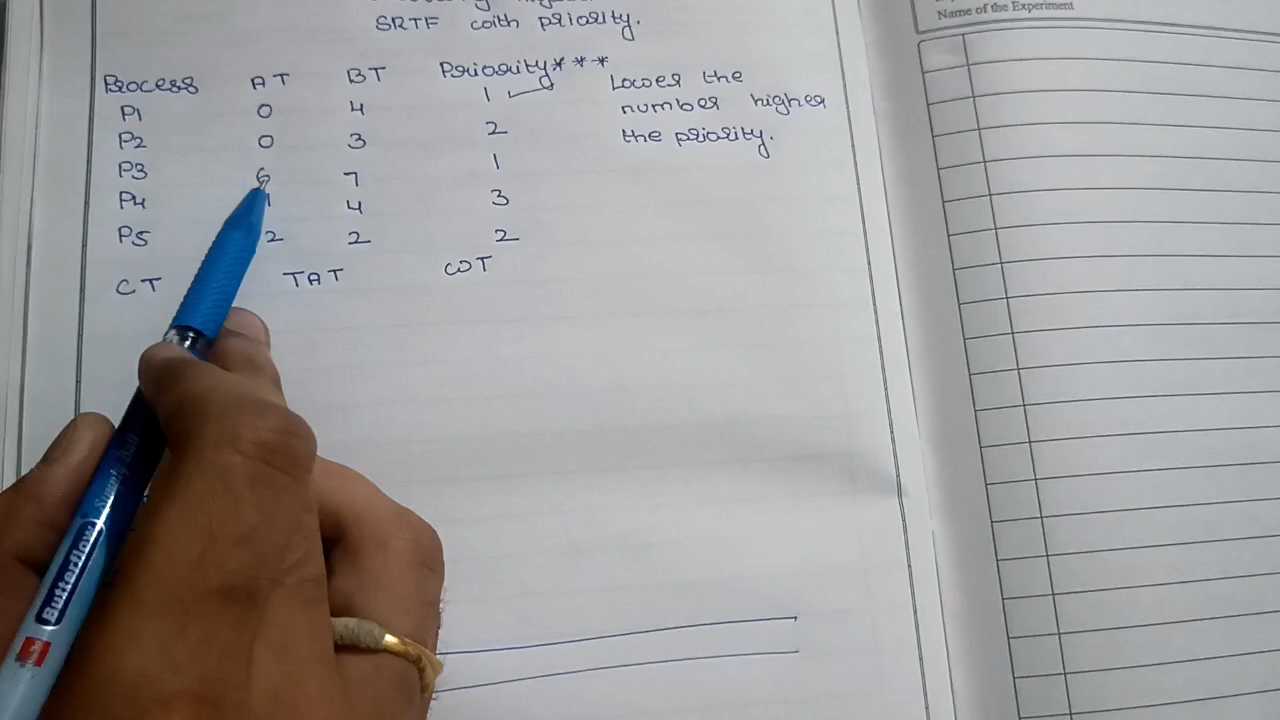 SRTF with priority.
Process AT BT Priority***
P1 0 4 1
P2 0 3 2
P3 6 7 1
P4 1 4 3
P5 2 2 2
CT TAT WT
Lower the
number higher
the priority.
Butterflow
Name of the Experiment